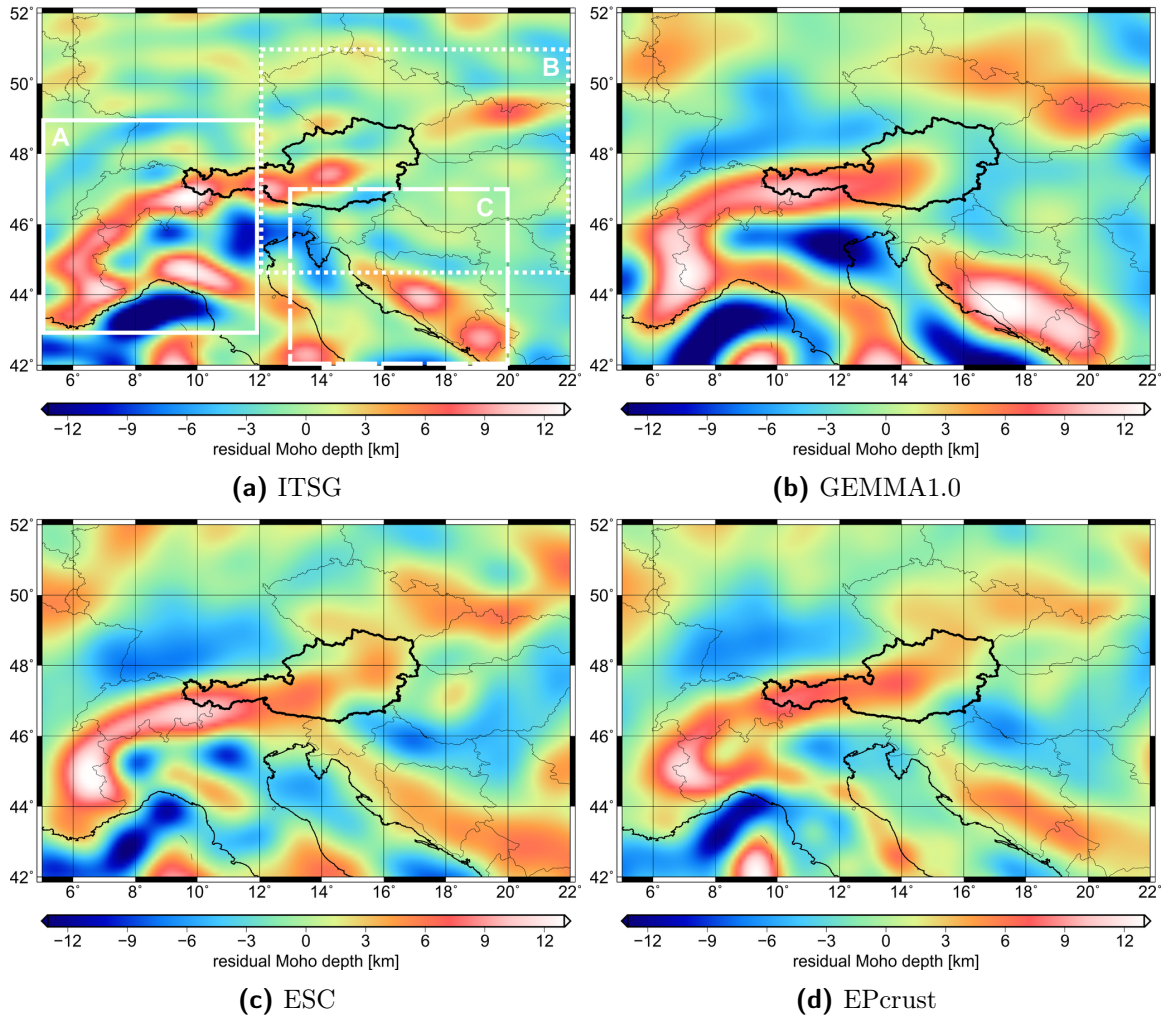 52˚ 52˚
B
50˚ 50˚
A
48˚ 48˚
C
46˚ 46˚
44˚ 44˚
42˚ 42˚
6˚ 8˚ 10˚ 12˚ 14˚ 16˚ 18˚ 20˚ 22˚ 6˚ 8˚ 10˚ 12˚ 14˚ 16˚ 18˚ 20˚ 22˚
−12 −9 −6 −3 0 3 6 9 12 −12 −9 −6 −3 0 3 6 9 12
residual Moho depth [km] residual Moho depth [km]
(a) ITSG (b) GEMMA1.0
52˚ 52˚
50˚ 50˚
48˚ 48˚
46˚ 46˚
44˚ 44˚
42˚ 42˚
6˚ 8˚ 10˚ 12˚ 14˚ 16˚ 18˚ 20˚ 22˚ 6˚ 8˚ 10˚ 12˚ 14˚ 16˚ 18˚ 20˚ 22˚
−12 −9 −6 −3 0 3 6 9 12 −12 −9 −6 −3 0 3 6 9 12
residual Moho depth [km] residual Moho depth [km]
(c) ESC (d) EPcrust